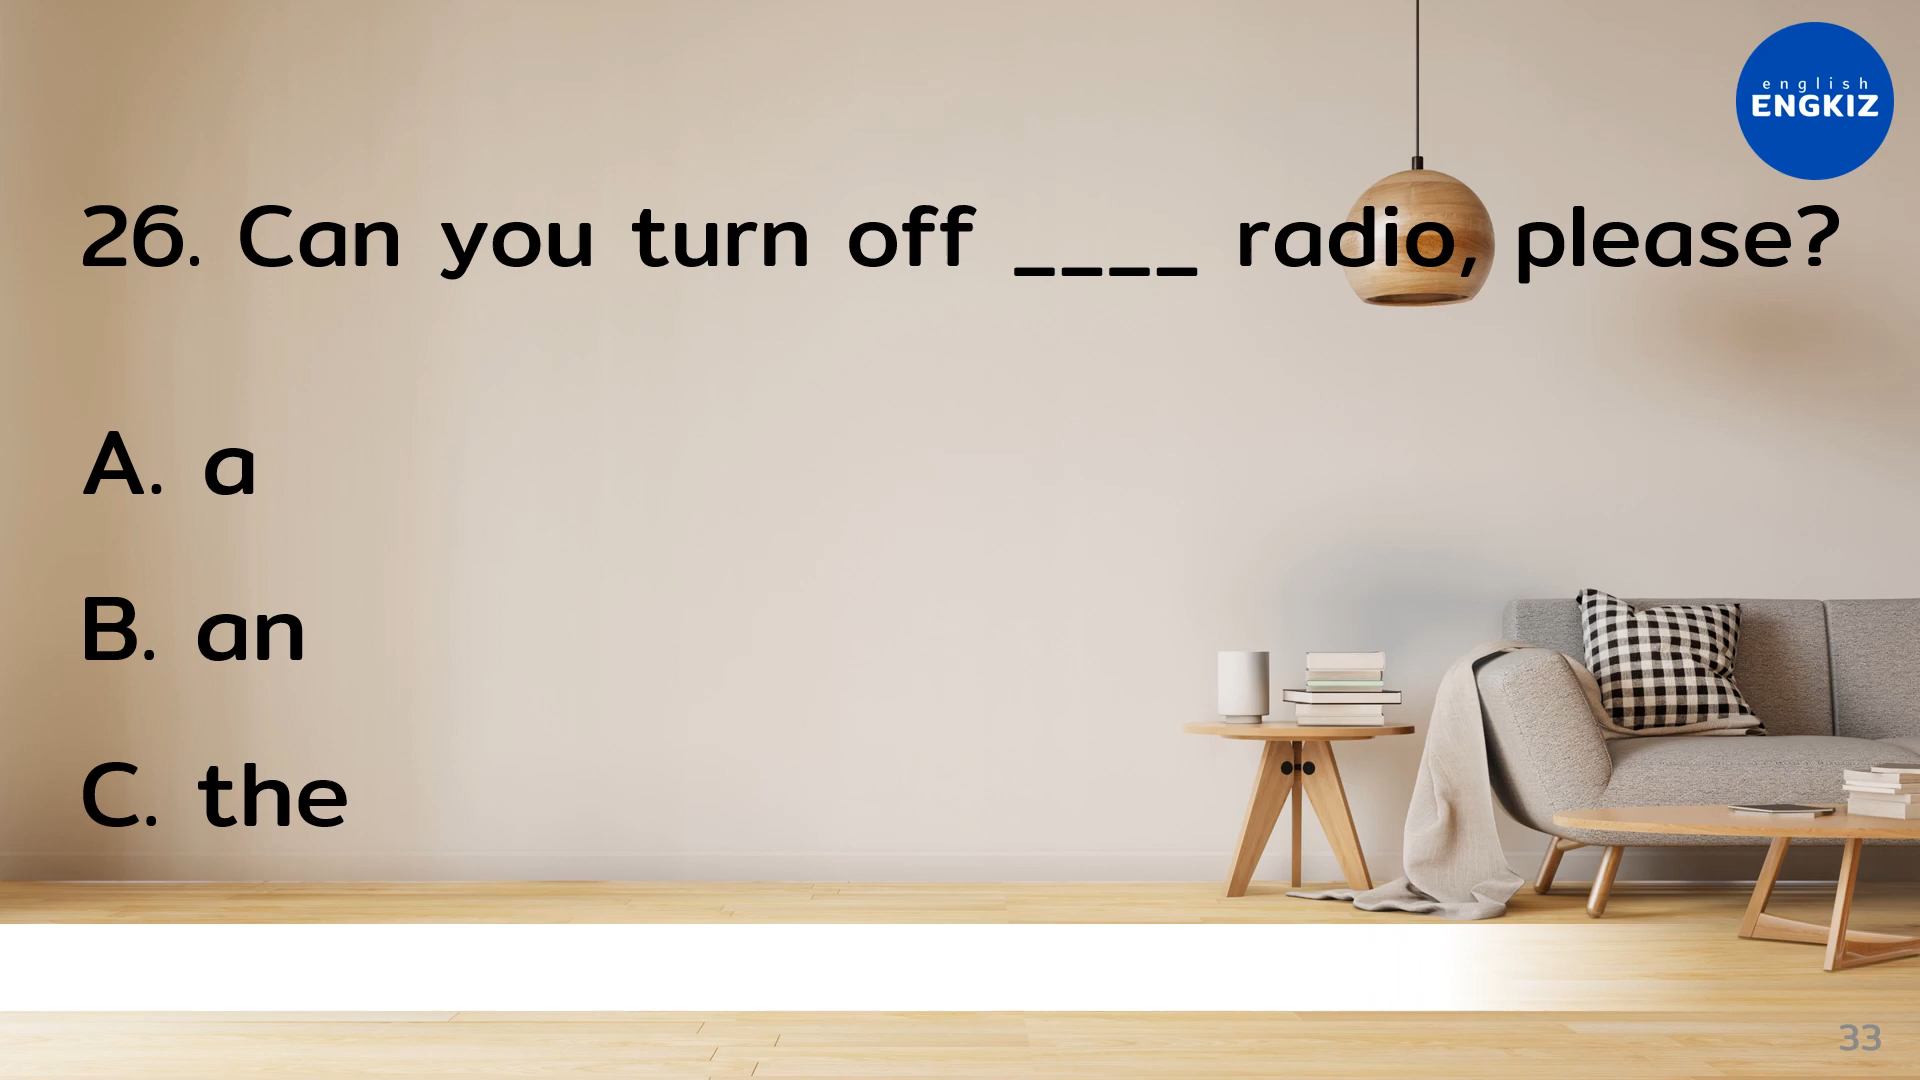 english
ENGKIZ
26. Can you turn off ____ radio, please?
A. a
B. an
C. the
33